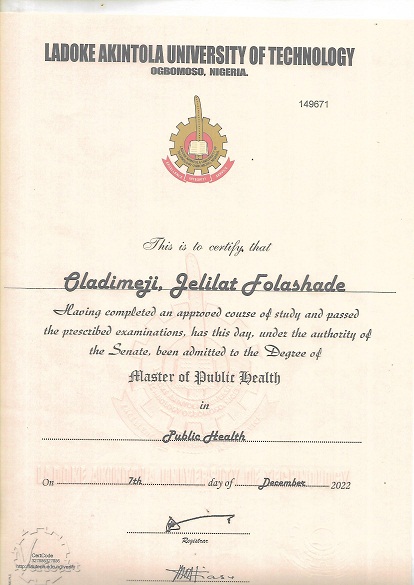 LADOKE AKINTOLA UNIVERSITY OF TECHNOLOGY
OGBOMOSO, NIGERIA.
149671
This is to certify that
Oladimeji, Jelilat Folashade
Having completed an approved course of study and passed
the prescribed examinations, has this day, under the authority of
the Senate, been admitted to the Degree of
Master of Public Health
in
Public Health
On 7th day of December 2022
Registrar
CertCode